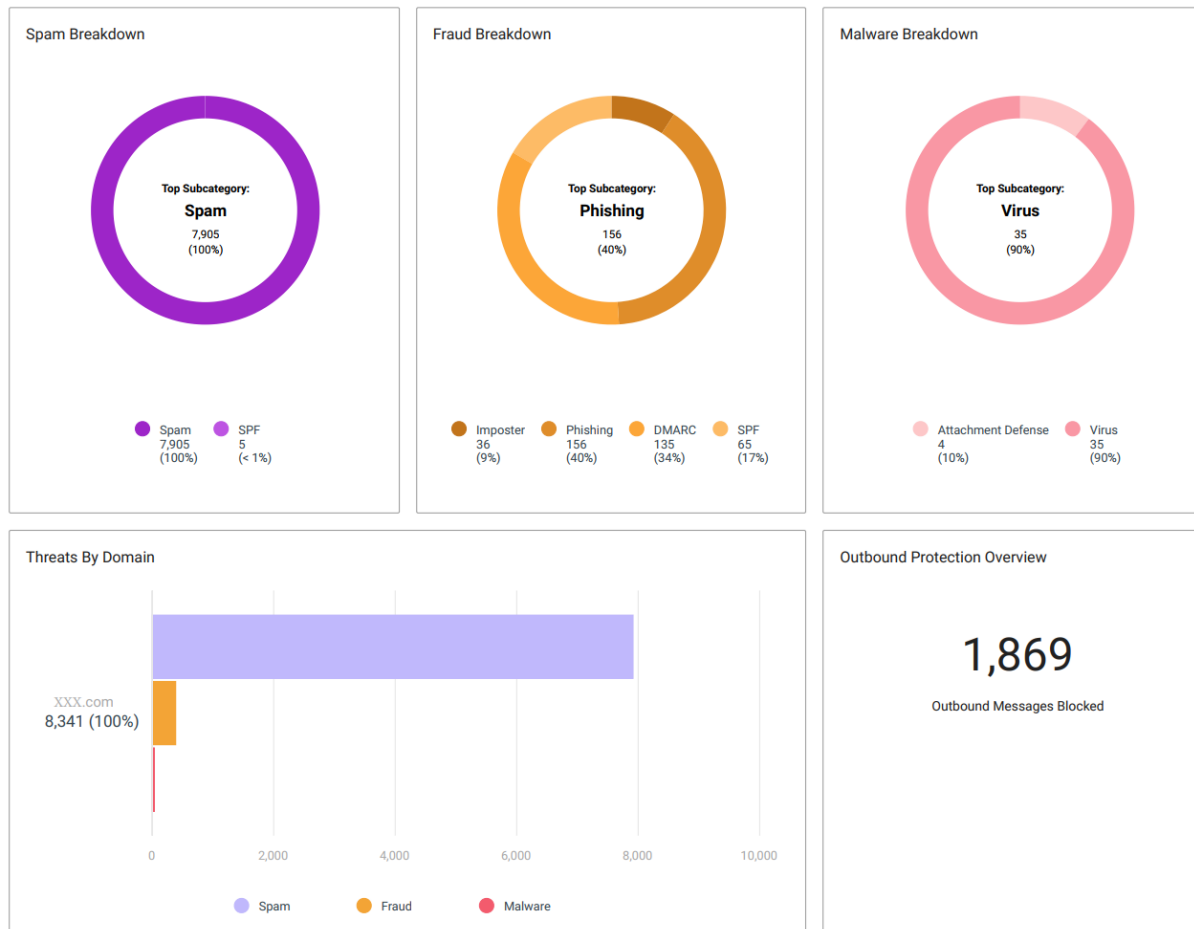 Spam Breakdown
Top Subcategory:
Spam
7,905
(100%)
Spam
7,905
(100%)
SPF
5
(< 1%)
Fraud Breakdown
Top Subcategory:
Phishing
156
(40%)
Imposter
36
(9%)
Phishing
156
(40%)
DMARC
135
(34%)
SPF
65
(17%)
Malware Breakdown
Top Subcategory:
Virus
35
(90%)
Attachment Defense
4
(10%)
Virus
35
(90%)
Threats By Domain
XXX.com
8,341 (100%)
0 2,000 4,000 6,000 8,000 10,000
Spam Fraud Malware
Outbound Protection Overview
1,869
Outbound Messages Blocked